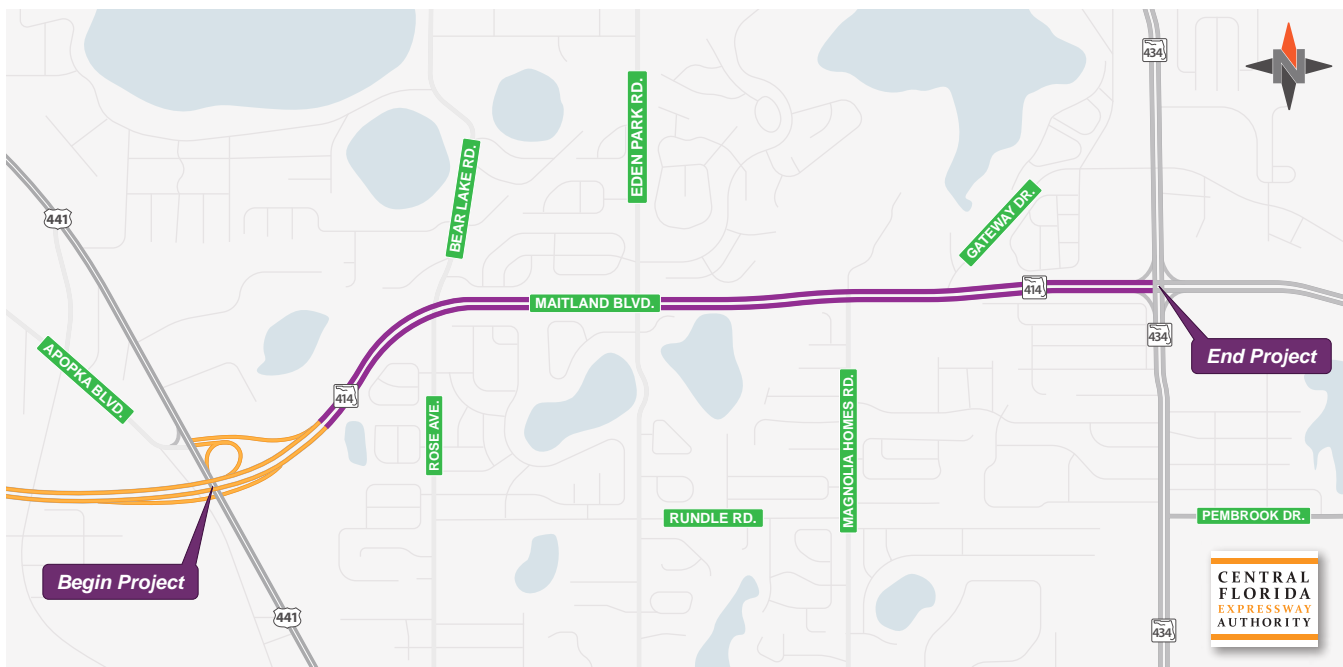 434
N
EDEN PARK RD.
BEAR LAKE RD.
441
GATEWAY DR.
414
MAITLAND BLVD.
434
End Project
APOPKA BLVD.
414
ROSE AVE.
MAGNOLIA HOMES RD.
RUNDLE RD.
PEMBROOK DR.
Begin Project
441
434
CENTRAL
FLORIDA
EXPRESSWAY
AUTHORITY